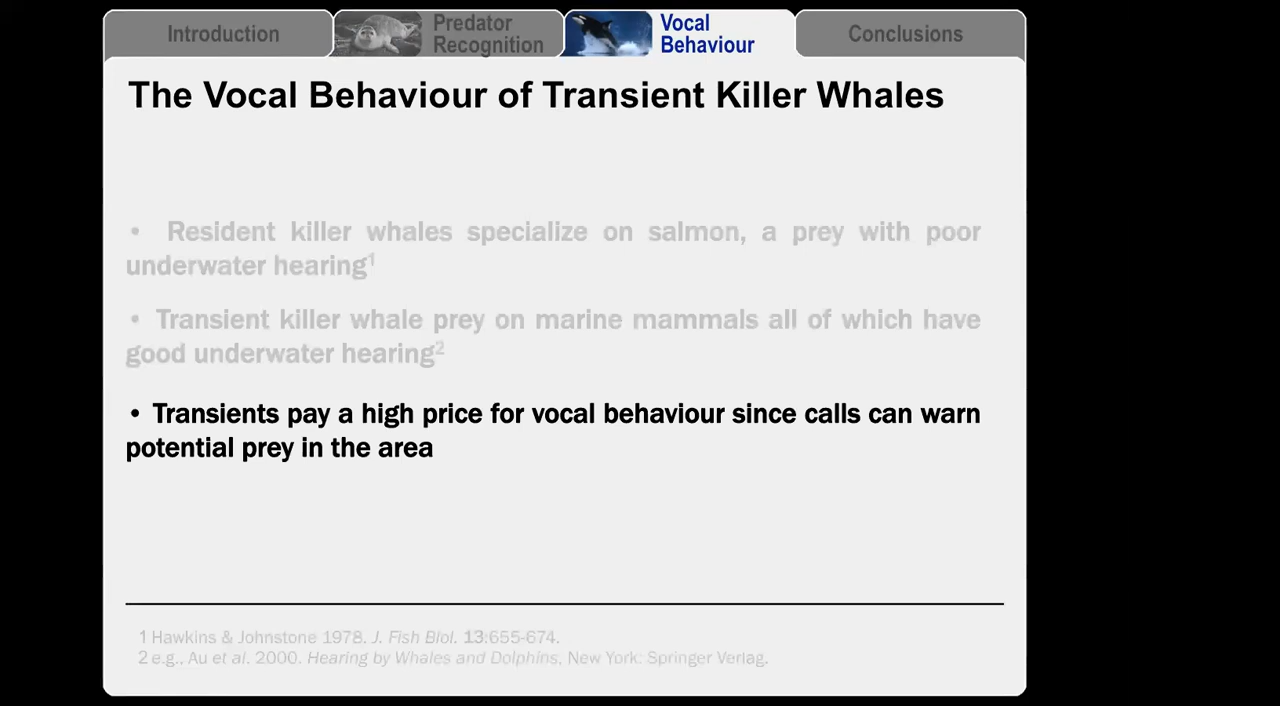 Introduction
Predator
Recognition
Vocal
Behaviour
Conclusions
The Vocal Behaviour of Transient Killer Whales
• Resident killer whales specialize on salmon, a prey with poor
underwater hearing1
• Transient killer whale prey on marine mammals all of which have
good underwater hearing2
• Transients pay a high price for vocal behaviour since calls can warn
potential prey in the area
1 Hawkins & Johnstone 1978. J. Fish Biol. 13:655-674.
2 e.g., Au et al. 2000. Hearing by Whales and Dolphins, New York: Springer Verlag.